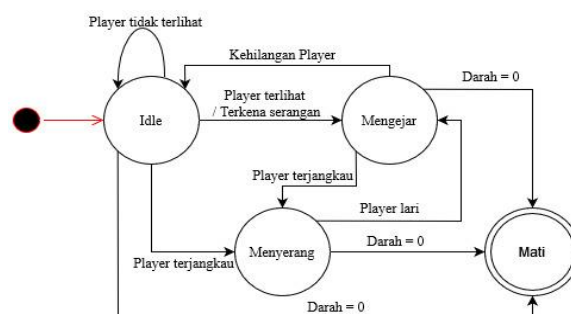 Player tidak terlihat
Kehilangan Player
Darah = 0
Idle
Player terlihat
/ Terkena serangan
Mengejar
Player terjangkau
Player lari
Menyerang
Darah = 0
Mati
Player terjangkau
Darah = 0